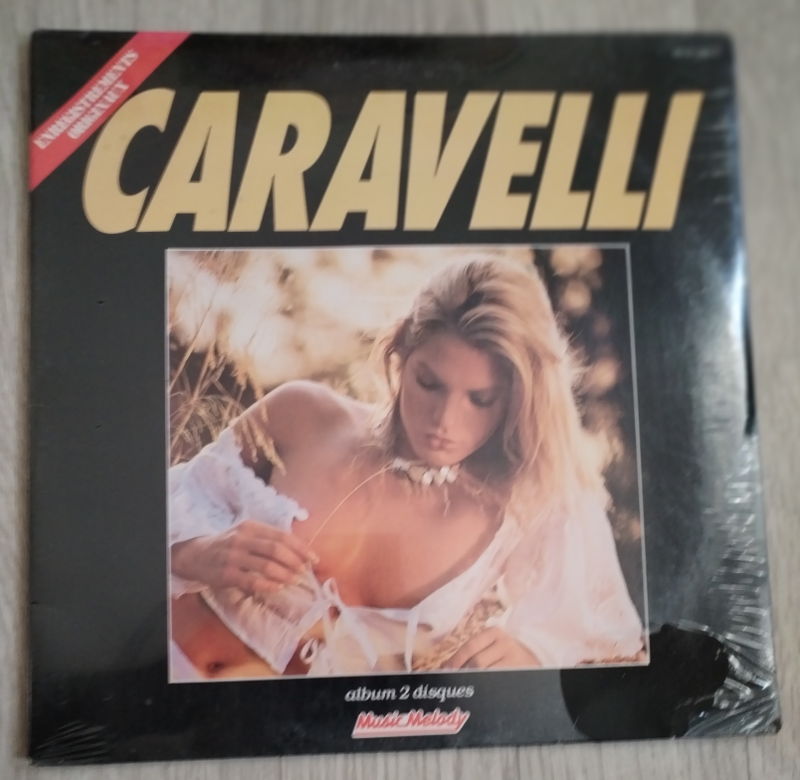 ENREGISTREMENTS
ORIGINAUX
CARAVELLI
album 2 disques
Music Melody